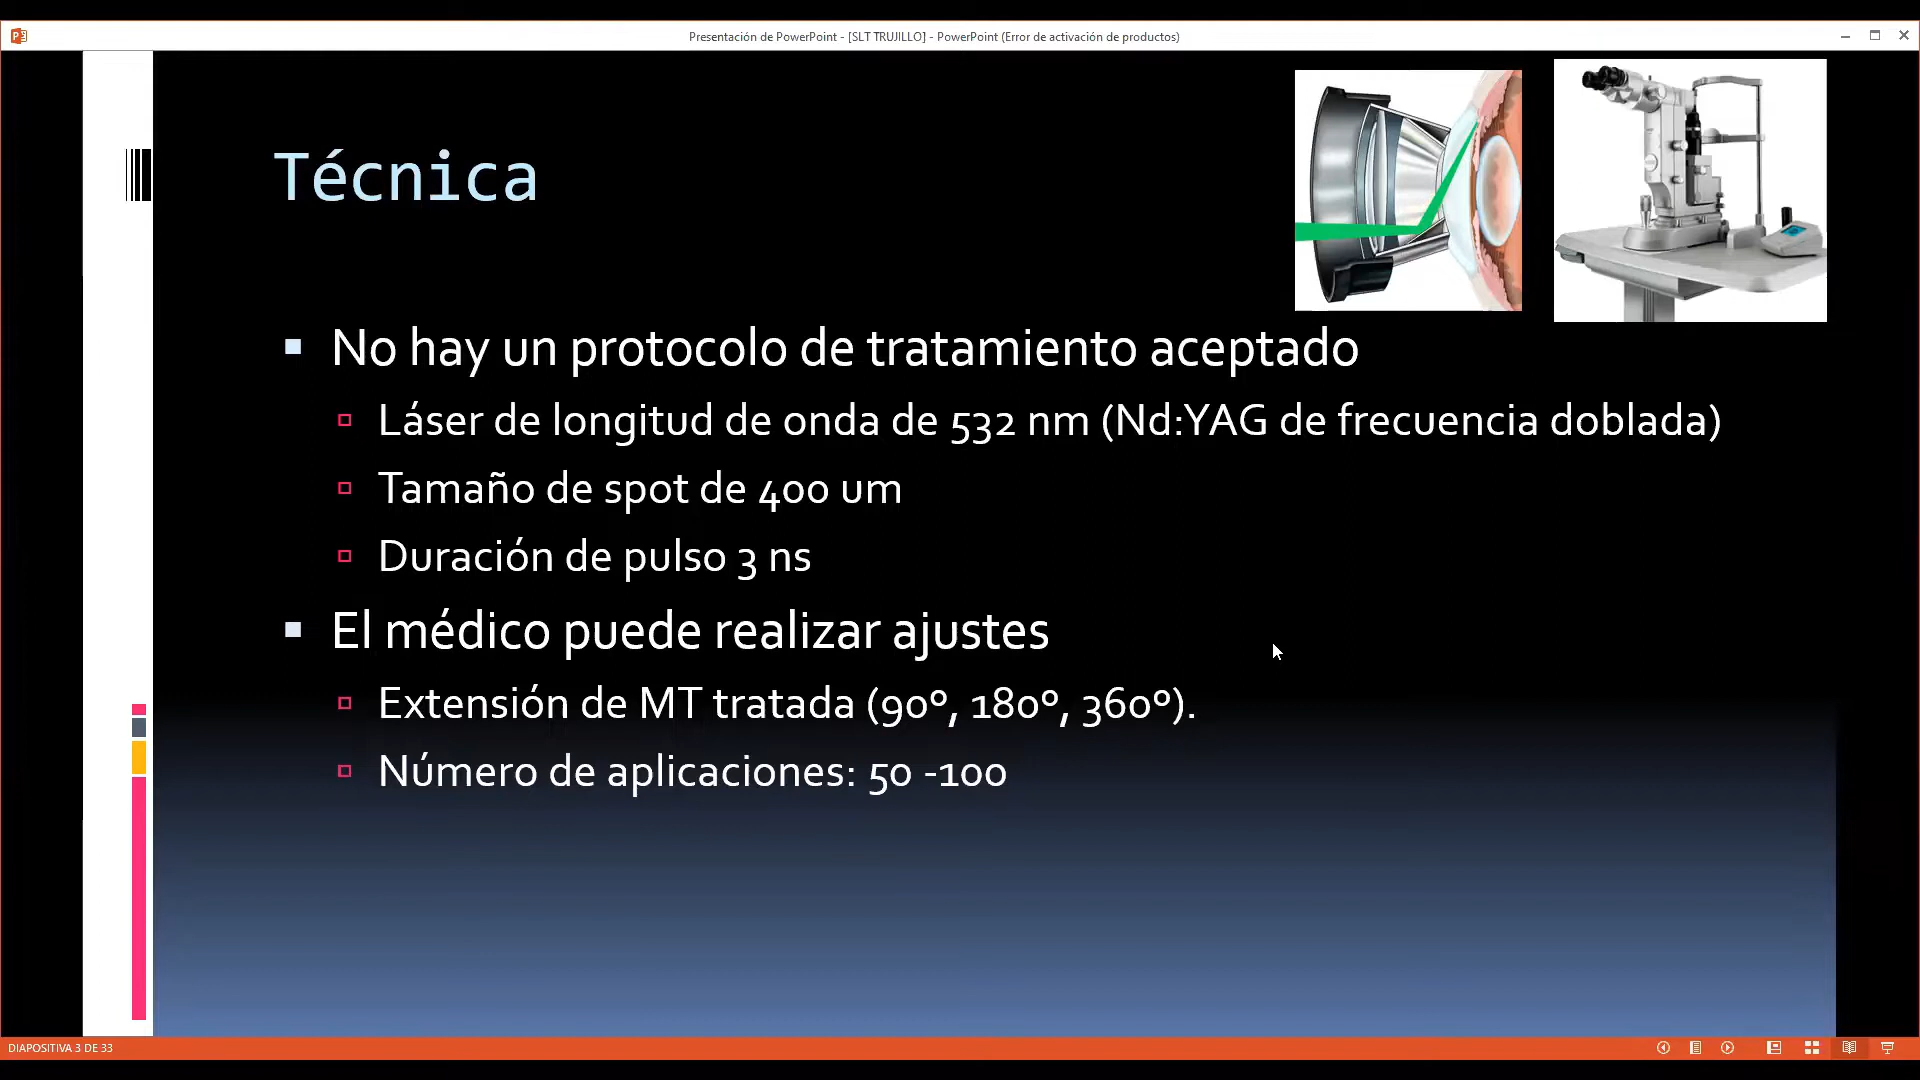 Presentación de PowerPoint - [SLT TRUJILLO] - PowerPoint (Error de activación de productos)
Técnica
No hay un protocolo de tratamiento aceptado
Láser de longitud de onda de 532 nm (Nd:YAG de frecuencia doblada)
Tamaño de spot de 400 um
Duración de pulso 3 ns
El médico puede realizar ajustes
Extensión de MT tratada (90º, 180º, 360º).
Número de aplicaciones: 50 -100
DIAPOSITIVA 3 DE 33